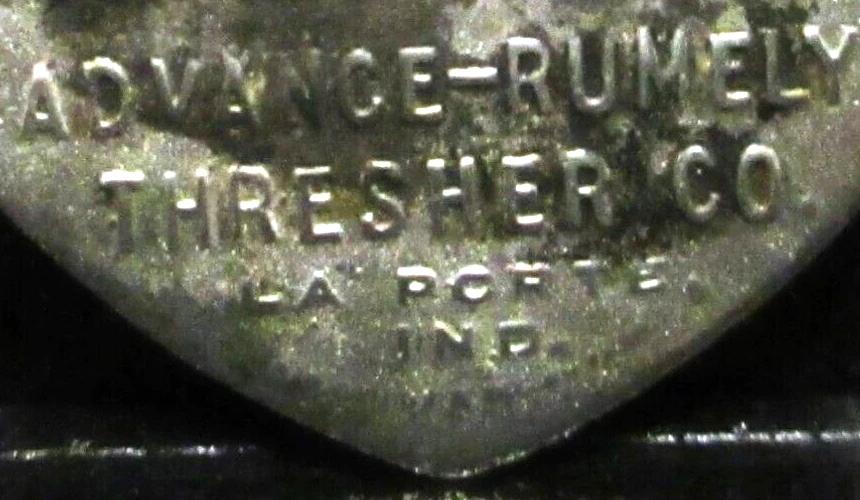 ADVANCE-RUMELY
THRESHER CO
LA PORTE,
IND.